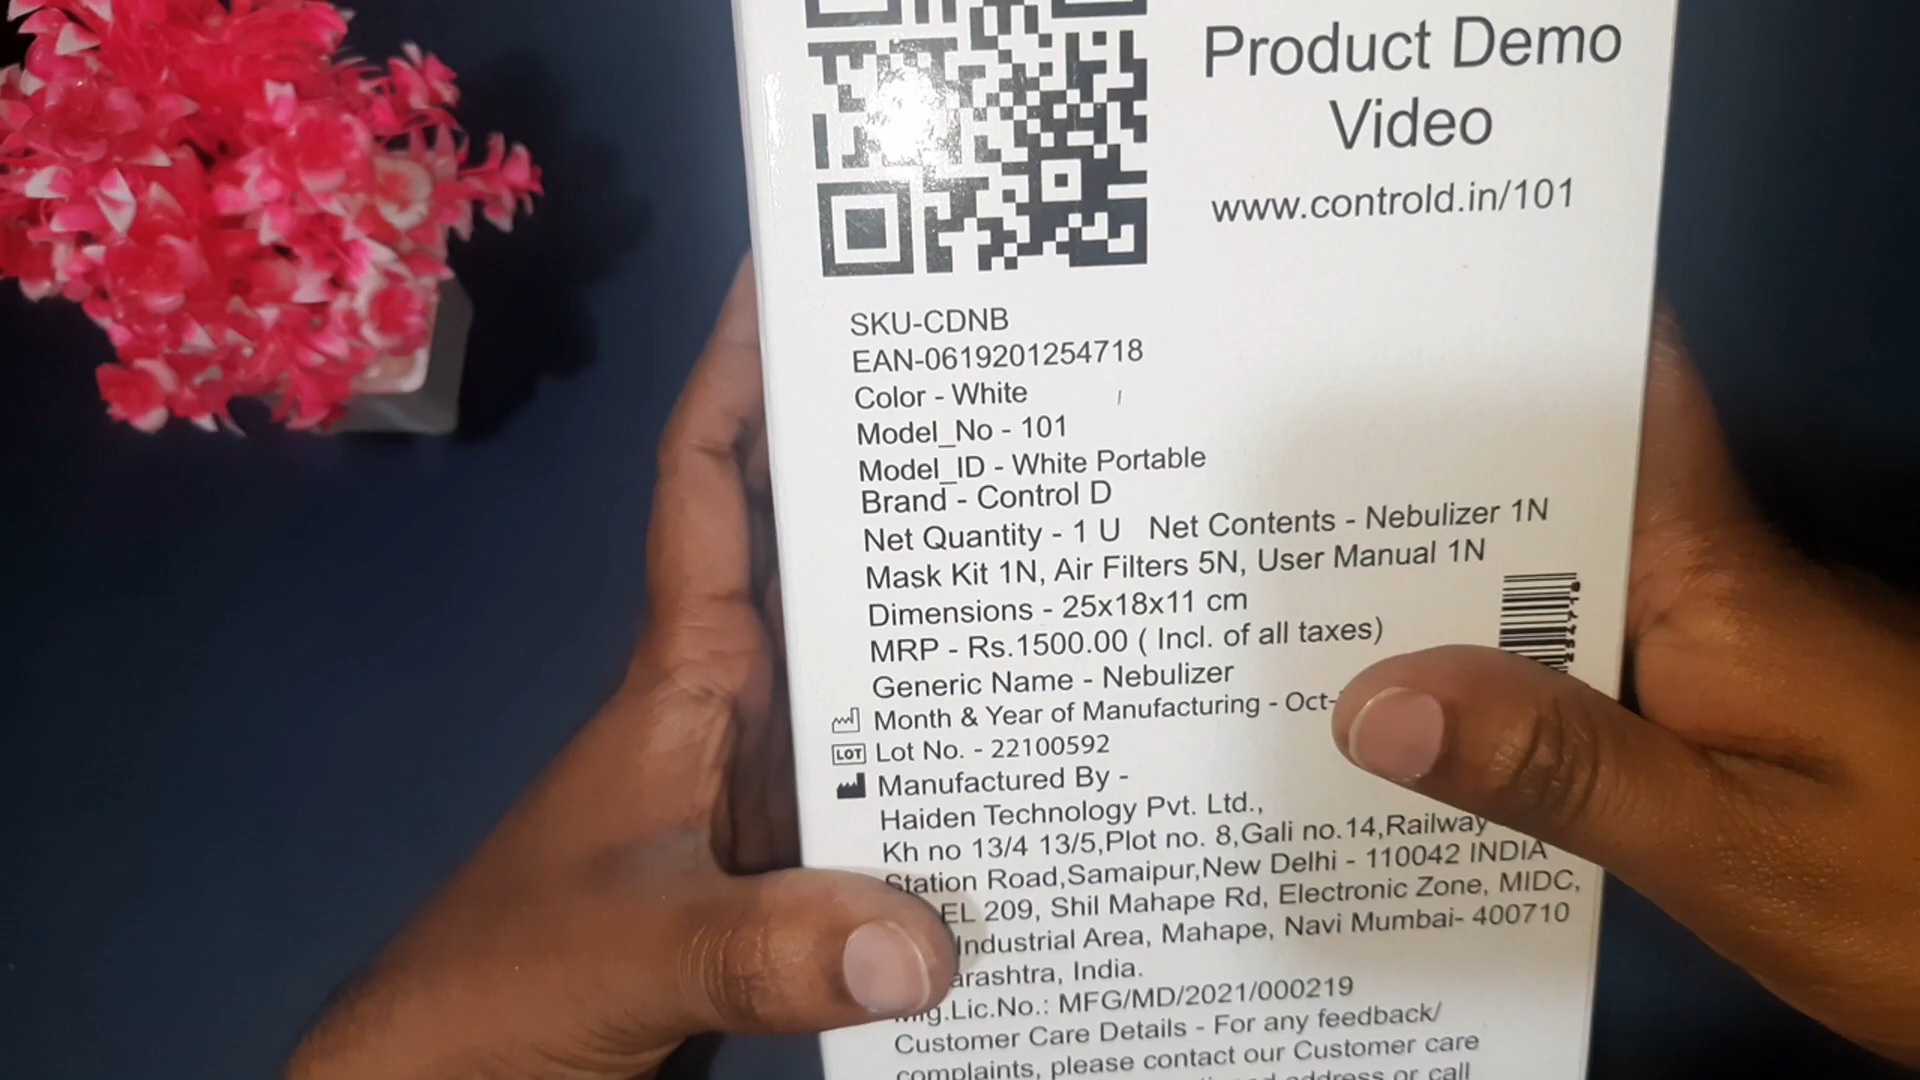 Product Demo
Video
www.controld.in/101
SKU-CDNB
EAN-0619201254718
Color - White
Model_No - 101
Model_ID - White Portable
Brand - Control D
Net Quantity - 1 U Net Contents - Nebulizer 1N
Mask Kit 1N, Air Filters 5N, User Manual 1N
Dimensions - 25x18x11 cm
MRP - Rs.1500.00 ( Incl. of all taxes)
Generic Name - Nebulizer
Month & Year of Manufacturing - Oct-
LOT Lot No. - 22100592
Manufactured By -
Haiden Technology Pvt. Ltd.,
Kh no 13/4 13/5,Plot no. 8,Gali no.14,Railway
Station Road,Samaipur,New Delhi - 110042 INDIA
EL 209, Shil Mahape Rd, Electronic Zone, MIDC,
Industrial Area, Mahape, Navi Mumbai- 400710
India.
Lic.No.: MFG/MD/2021/000219
Customer Care Details - For any feedback/
complaints, please contact our Customer care
address or call